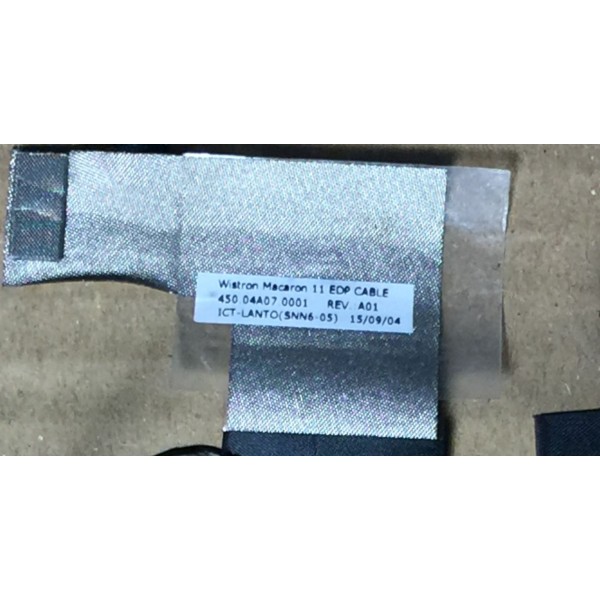 Wistron Macaron 11 EDP CABLE
450.04A07.0001 REV A01
ICT-LANTO(SNN6-05) 15/09/04